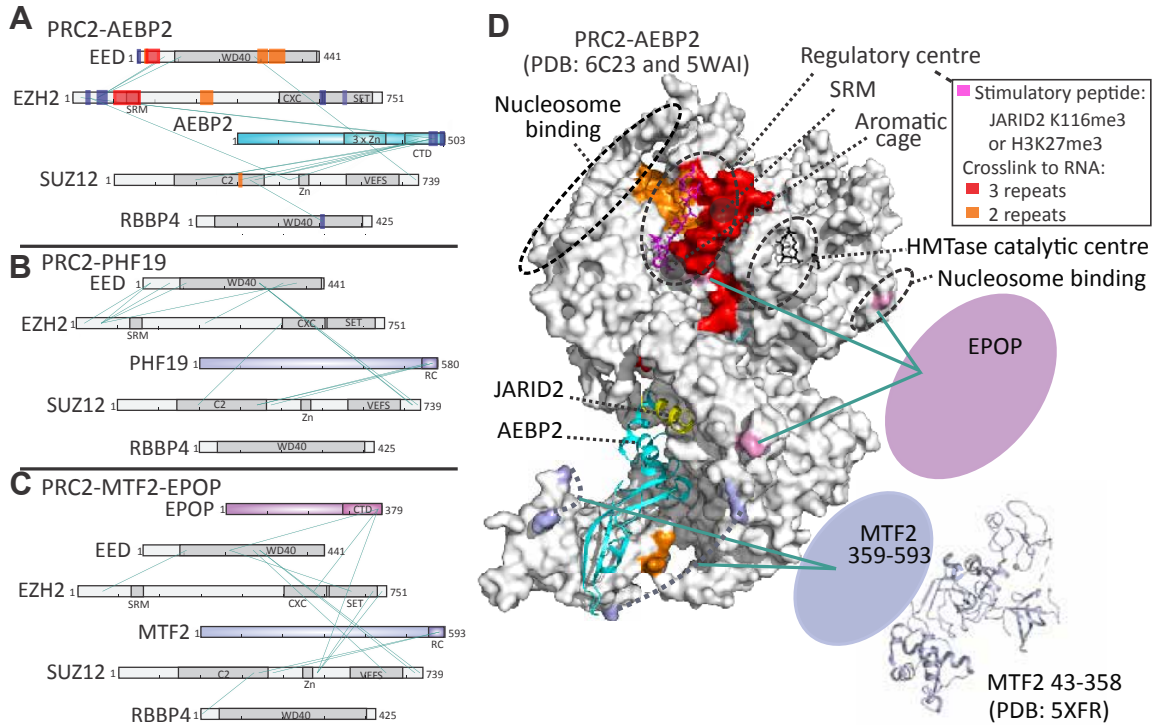 A
PRC2-AEBP2
EED 1 WD40 441
EZH2 1 SRM CXC SET 751
AEBP2 1 3 x Zn CTD 503
SUZ12 1 C2 Zn VEFS 739
RBBP4 1 WD40 425
B
PRC2-PHF19
EED 1 WD40 441
EZH2 1 SRM CXC SET 751
PHF19 1 RC 580
SUZ12 1 C2 Zn VEFS 739
RBBP4 1 WD40 425
C
PRC2-MTF2-EPOP
EPOP 1 CTD 379
EED 1 WD40 441
EZH2 1 SRM CXC SET 751
MTF2 1 RC 593
SUZ12 1 C2 Zn VEFS 739
RBBP4 1 WD40 425
D
PRC2-AEBP2
(PDB: 6C23 and 5WAI)
Nucleosome
binding
Regulatory centre
SRM
Aromatic
cage
Stimulatory peptide:
JARID2 K116me3
or H3K27me3
Crosslink to RNA:
3 repeats
2 repeats
HMTase catalytic centre
Nucleosome binding
EPOP
JARID2
AEBP2
MTF2
359-593
MTF2 43-358
(PDB: 5XFR)